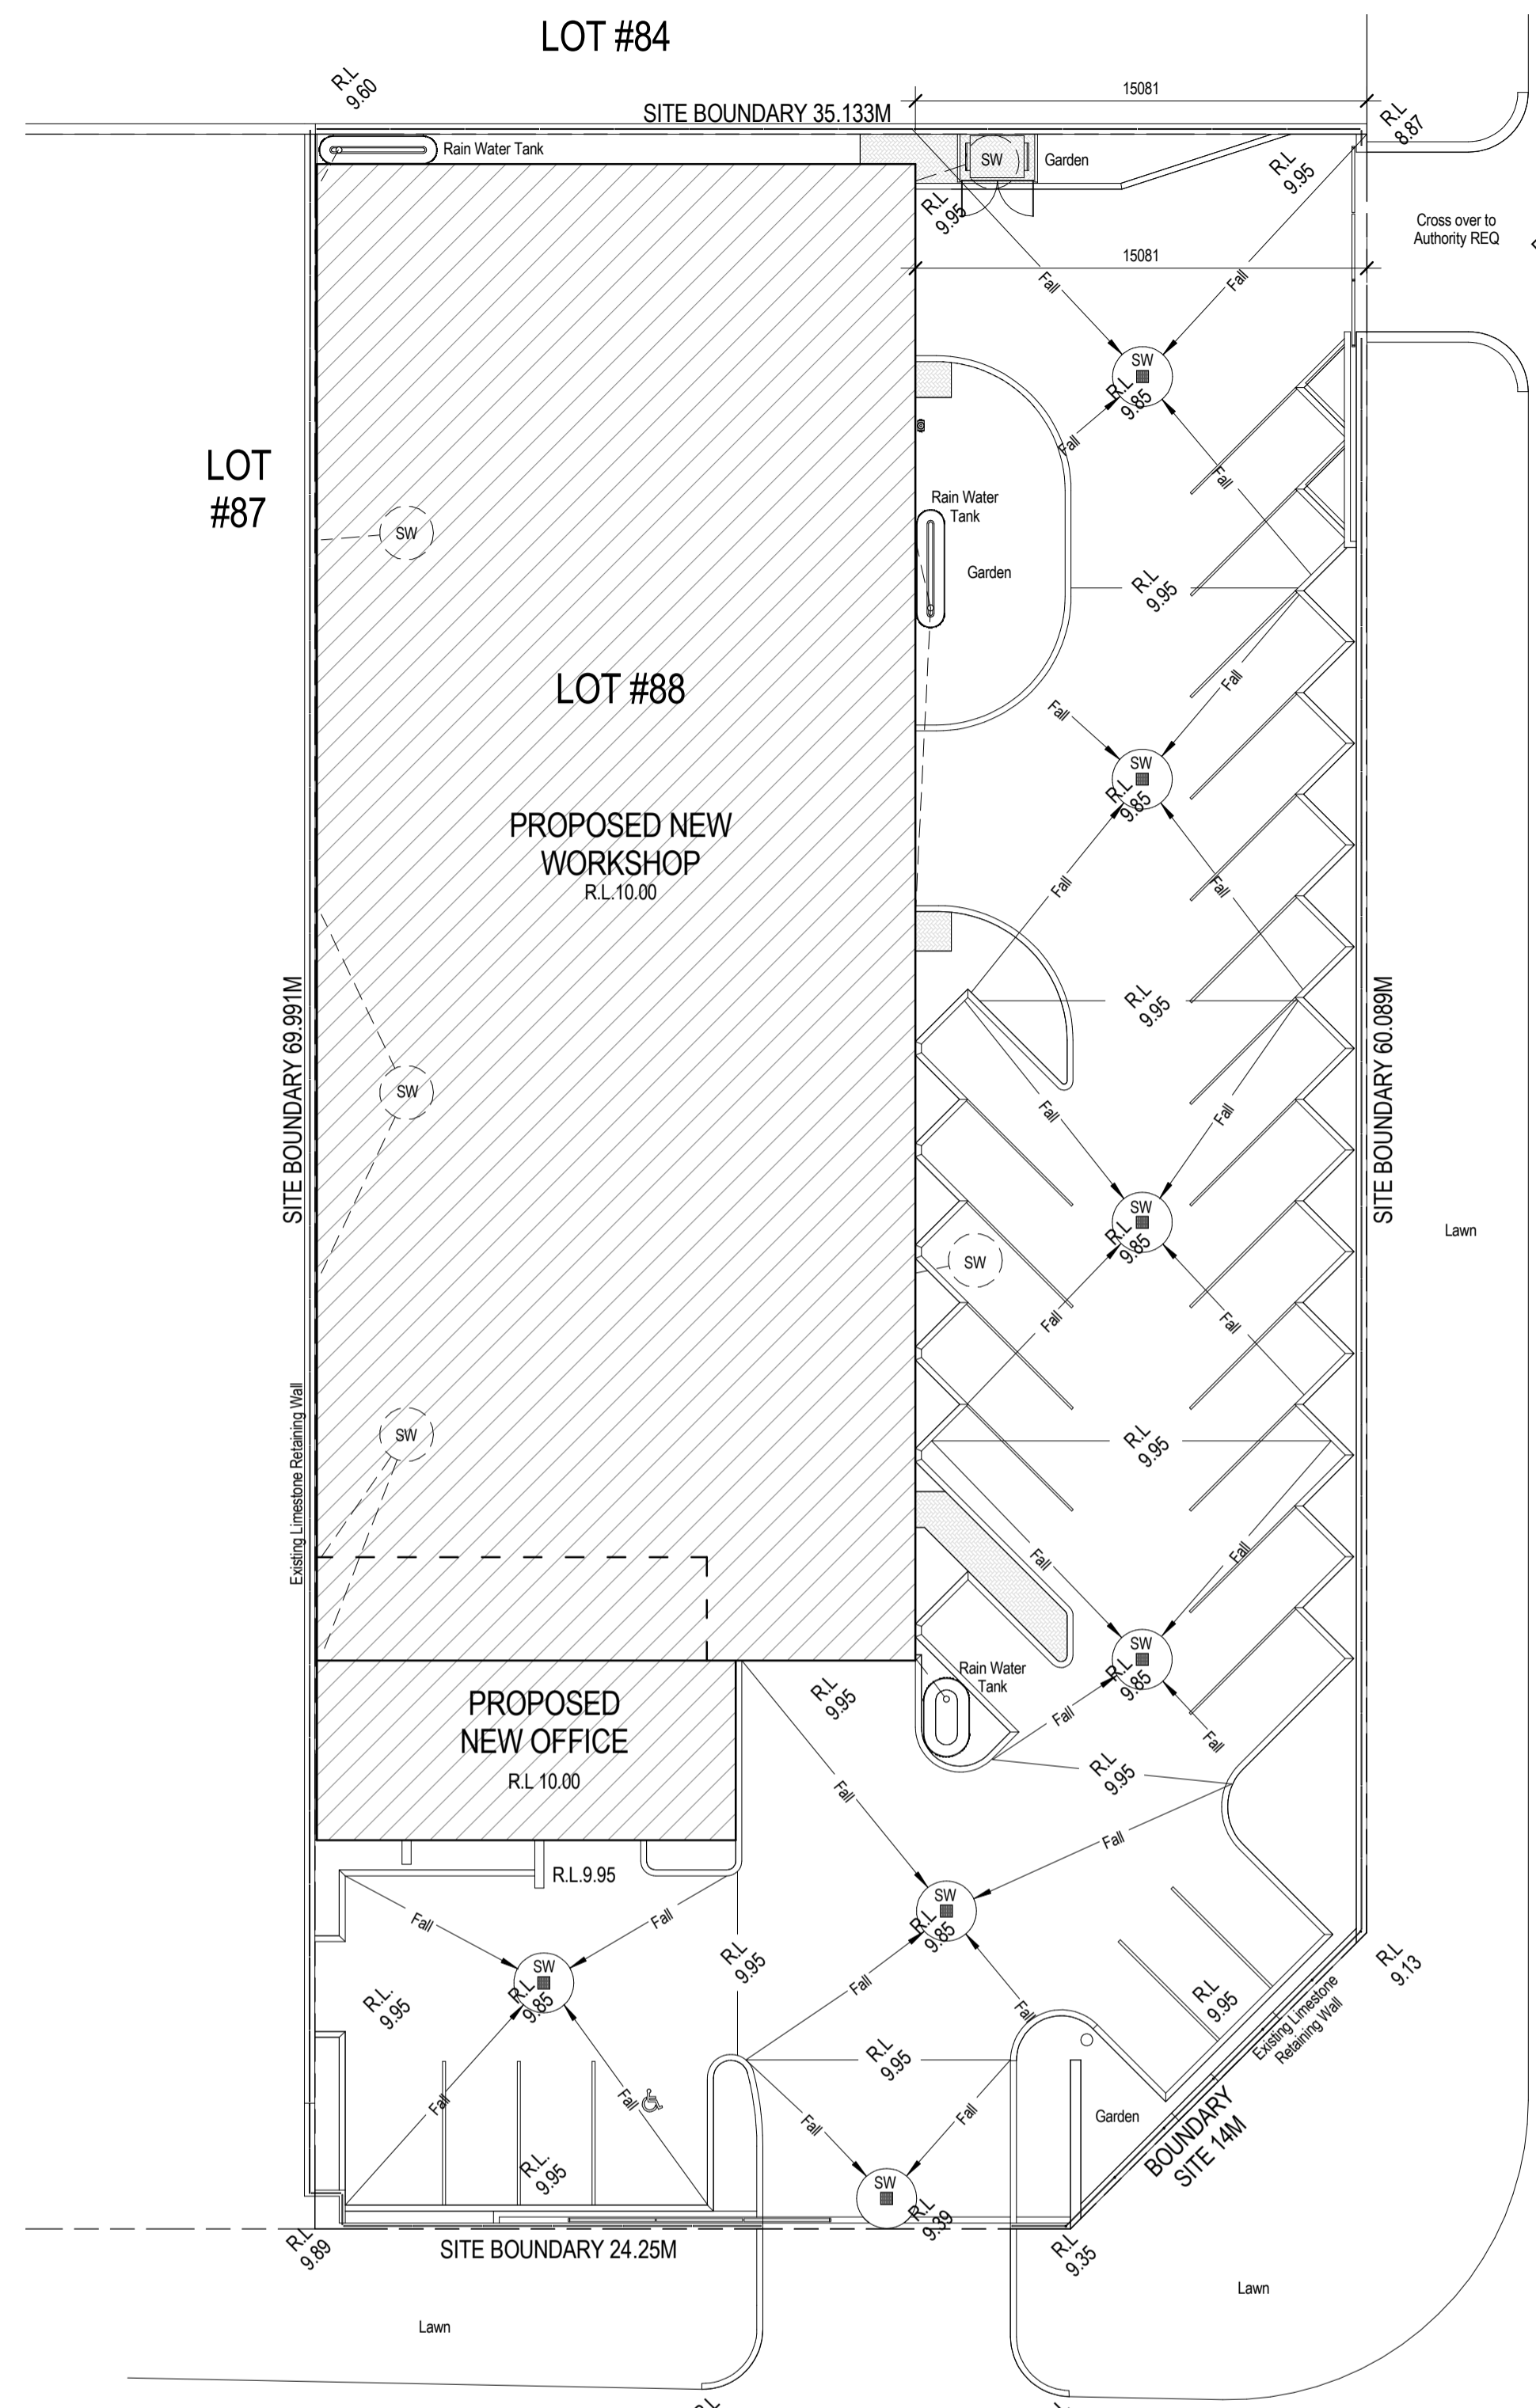 LOT #84
R.L
9.60
SITE BOUNDARY 35.133M
15081
R.L
8.87
Rain Water Tank
SW
Garden
R.L
9.95
R.L
9.95
Cross over to
Authority REQ
15081
Fall
Fall
SW
R.L
9.85
Fall
Fall
LOT
#87
SW
Rain Water
Tank
Garden
R.L
9.95
LOT #88
Fall
Fall
SW
R.L
9.85
PROPOSED NEW
WORKSHOP
R.L.10.00
Fall
Fall
SITE BOUNDARY 69.991M
R.L
9.95
SITE BOUNDARY 60.089M
SW
Fall
Fall
SW
R.L
9.85
Lawn
SW
Fall
Fall
Existing Limestone Retaining Wall
SW
R.L
9.95
Fall
Fall
SW
R.L
9.85
Rain Water
Tank
R.L
9.95
Fall
Fall
PROPOSED
NEW OFFICE
R.L 10.00
R.L
9.95
Fall
Fall
R.L.9.95
SW
R.L
9.85
Fall
Fall
R.L
9.95
R.L
9.13
SW
R.L
9.85
R.L.
9.95
Fall
Fall
R.L
9.95
Existing Limestone
Retaining Wall
R.L
9.95
Fall
Fall
Fall
Fall
Garden
BOUNDARY
SITE 14M
R.L.
9.95
SW
R.L
9.39
R.L
9.89
SITE BOUNDARY 24.25M
R.L
9.35
Lawn
Lawn